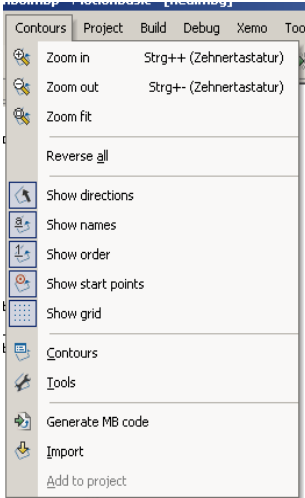 Contours Project Build Debug Xemo
Zoom in Strg++ (Zehnertastatur)
Zoom out Strg+- (Zehnertastatur)
Zoom fit
Reverse all
Show directions
Show names
Show order
Show start points
Show grid
Contours
Tools
Generate MB code
Import
Add to project